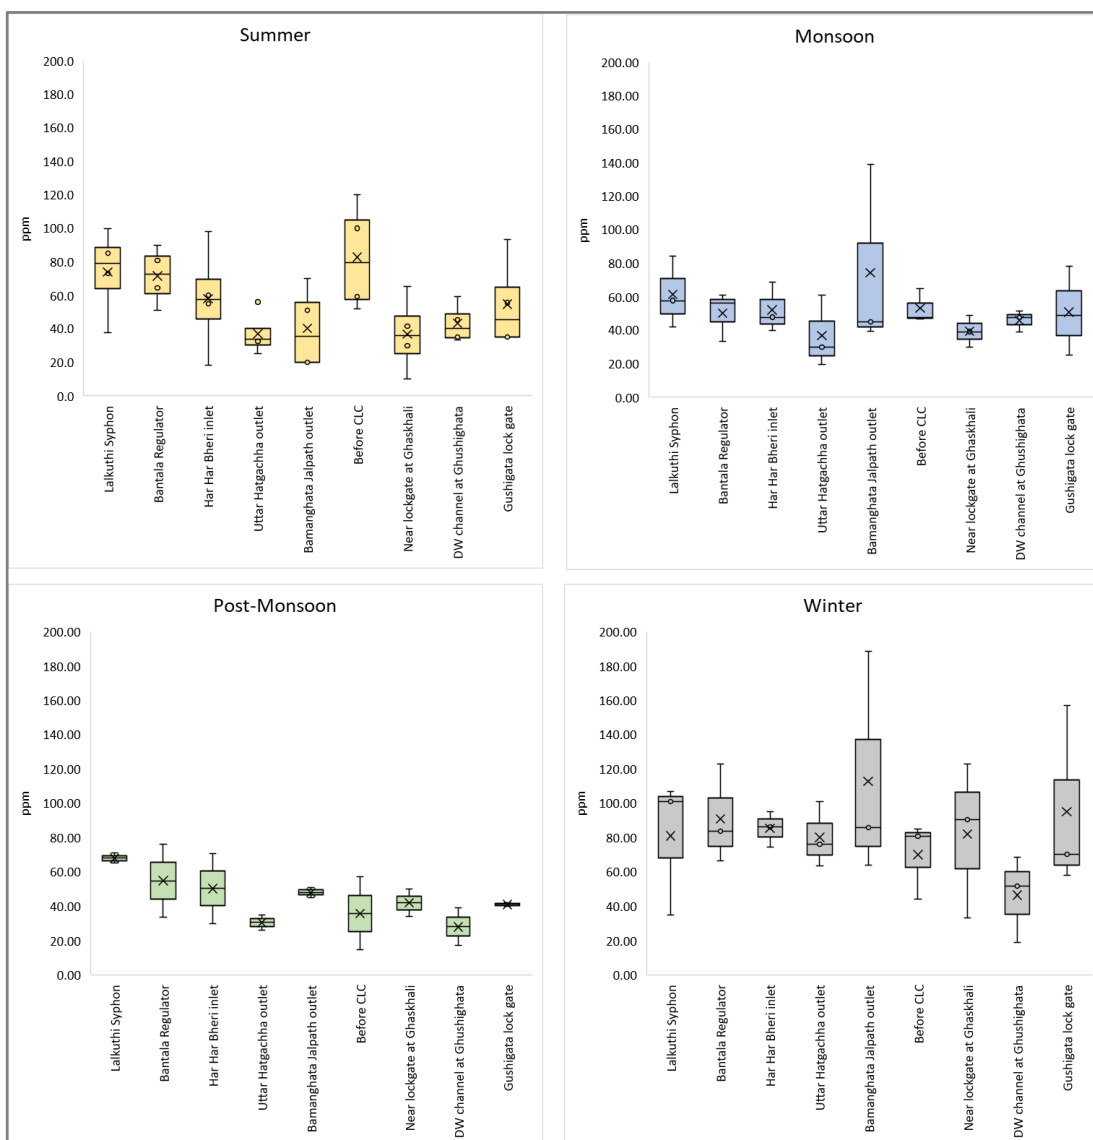 Summer
200.0
180.0
160.0
140.0
120.0
100.0
80.0
60.0
40.0
20.0
0.0
ppm
Lalkuthi Syphon
Bantala Regulator
Har Har Bheri inlet
Uttar Hatgachha outlet
Bamanghata Jalpath outlet
Before CLC
Near lockgate at Ghaskhali
DW channel at Ghushighata
Gushigata lock gate
Monsoon
200.00
180.00
160.00
140.00
120.00
100.00
80.00
60.00
40.00
20.00
0.00
ppm
Lalkuthi Syphon
Bantala Regulator
Har Har Bheri inlet
Uttar Hatgachha outlet
Bamanghata Jalpath outlet
Before CLC
Near lockgate at Ghaskhali
DW channel at Ghushighata
Gushigata lock gate
Post-Monsoon
200.00
180.00
160.00
140.00
120.00
100.00
80.00
60.00
40.00
20.00
0.00
ppm
Lalkuthi Syphon
Bantala Regulator
Har Har Bheri inlet
Uttar Hatgachha outlet
Bamanghata Jalpath outlet
Before CLC
Near lockgate at Ghaskhali
DW channel at Ghushighata
Gushigata lock gate
Winter
200.00
180.00
160.00
140.00
120.00
100.00
80.00
60.00
40.00
20.00
0.00
ppm
Lalkuthi Syphon
Bantala Regulator
Har Har Bheri inlet
Uttar Hatgachha outlet
Bamanghata Jalpath outlet
Before CLC
Near lockgate at Ghaskhali
DW channel at Ghushighata
Gushigata lock gate